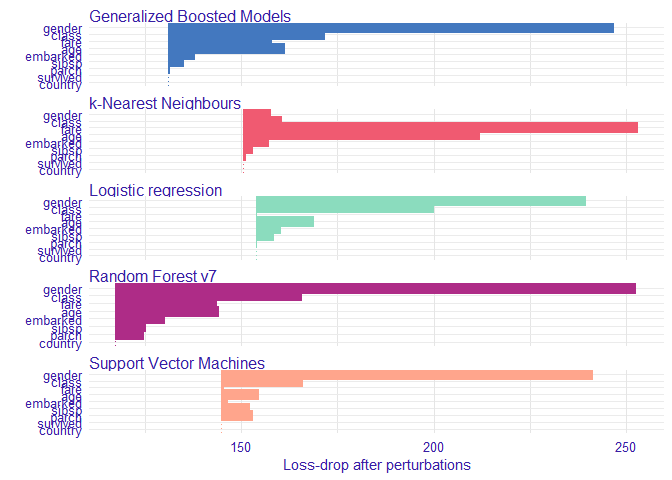 Generalized Boosted Models
gender
class
fare
age
embarked
sibsp
parch
survived
country
k-Nearest Neighbours
gender
class
fare
age
embarked
sibsp
parch
survived
country
Logistic regression
gender
class
fare
age
embarked
sibsp
parch
survived
country
Random Forest v7
gender
class
fare
age
embarked
sibsp
parch
country
Support Vector Machines
gender
class
fare
age
embarked
sibsp
parch
survived
country
150 200 250
Loss-drop after perturbations